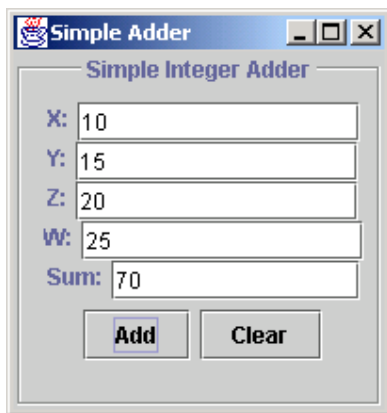 Simple Adder
Simple Integer Adder
X: 10
Y: 15
Z: 20
W: 25
Sum: 70
Add Clear